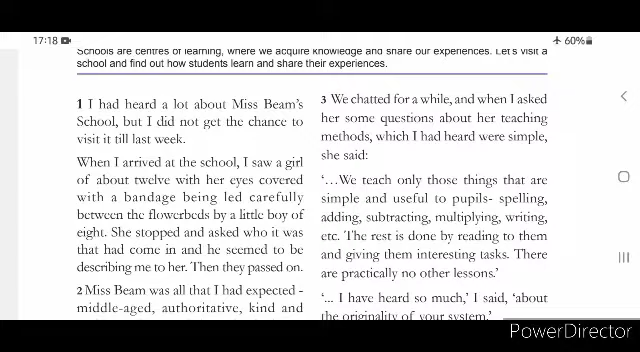 17:18
60%
Schools are centres of learning, where we acquire knowledge and share our experiences. Let's visit a
school and find out how students learn and share their experiences.
1 I had heard a lot about Miss Beam's
School, but I did not get the chance to
visit it till last week.
When I arrived at the school, I saw a girl
of about twelve with her eyes covered
with a bandage being led carefully
between the flowerbeds by a little boy of
eight. She stopped and asked who it was
that had come in and he seemed to be
describing me to her. Then they passed on.
2 Miss Beam was all that I had expected -
middle-aged, authoritative, kind and
3 We chatted for a while, and when I asked
her some questions about her teaching
methods, which I had heard were simple,
she said:
‘…We teach only those things that are
simple and useful to pupils- spelling,
adding, subtracting, multiplying, writing,
etc. The rest is done by reading to them
and giving them interesting tasks. There
are practically no other lessons.’
‘... I have heard so much,’ I said, ‘about
the originality of your system.’
PowerDirector